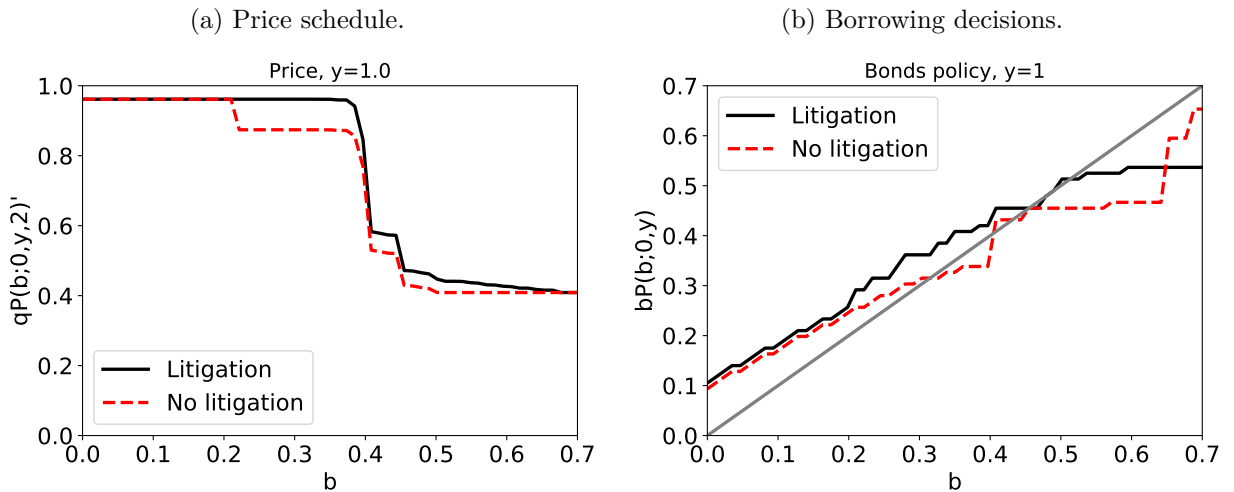 (a) Price schedule.
Price, y=1.0
qP(b;0,y,2)'
1.0
0.8
0.6
0.4
0.2
0.0
Litigation
No litigation
0.0 0.1 0.2 0.3 0.4 0.5 0.6 0.7
b
(b) Borrowing decisions.
Bonds policy, y=1
bP(b;0,y)
0.7
0.6
0.5
0.4
0.3
0.2
0.1
0.0
Litigation
No litigation
0.0 0.1 0.2 0.3 0.4 0.5 0.6 0.7
b